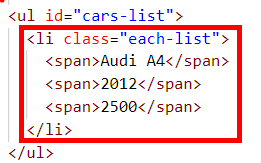 <ul id="cars-list">
<li class="each-list">
<span>Audi A4</span>
<span>2012</span>
<span>2500</span>
</li>
</ul>